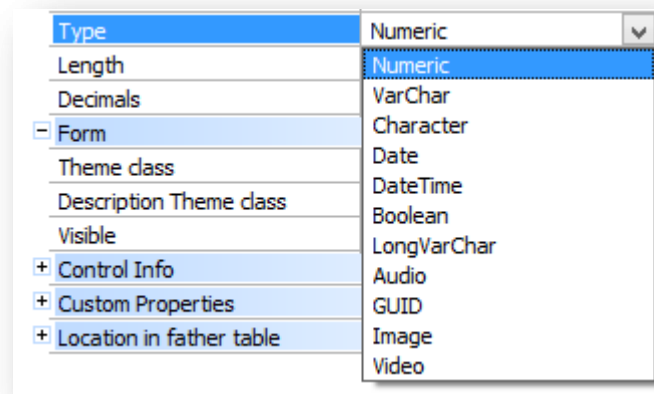 Type Numeric
Length Numeric
Decimals VarChar
Form Character
Theme class Date
Description Theme class DateTime
Visible Boolean
Control Info LongVarChar
Custom Properties Audio
Location in father table GUID
Image
Video